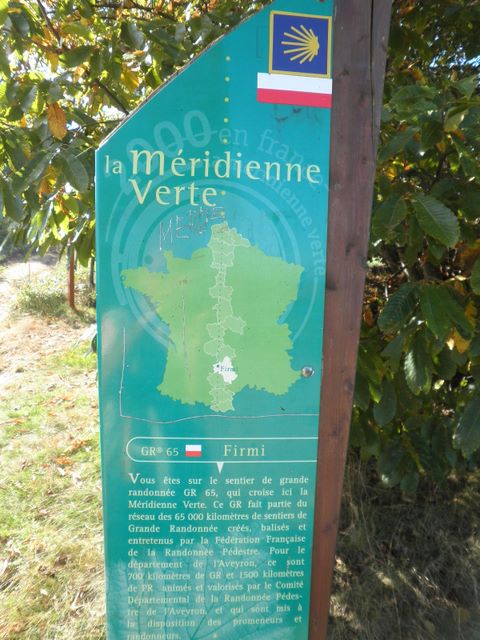 2000 en france
la méridienne verte.
la Méridienne
Verte
MERDE
Firmi
GR® 65 Firmi
Vous êtes sur le sentier de grande
randonnée GR 65, qui croise ici la
Méridienne Verte. Ce GR fait partie du
réseau des 65 000 kilomètres de sentiers de
Grande Randonnée créés, balisés et
entretenus par la Fédération Française
de la Randonnée Pédestre. Pour le
département de l'Aveyron, ce sont
700 kilomètres de GR et 1500 kilomètres
de PR animés et valorisés par le Comité
Départemental de la Randonnée Pédes-
tre de l'Aveyron, et qui sont mis à
la disposition des promeneurs et
randonneurs.